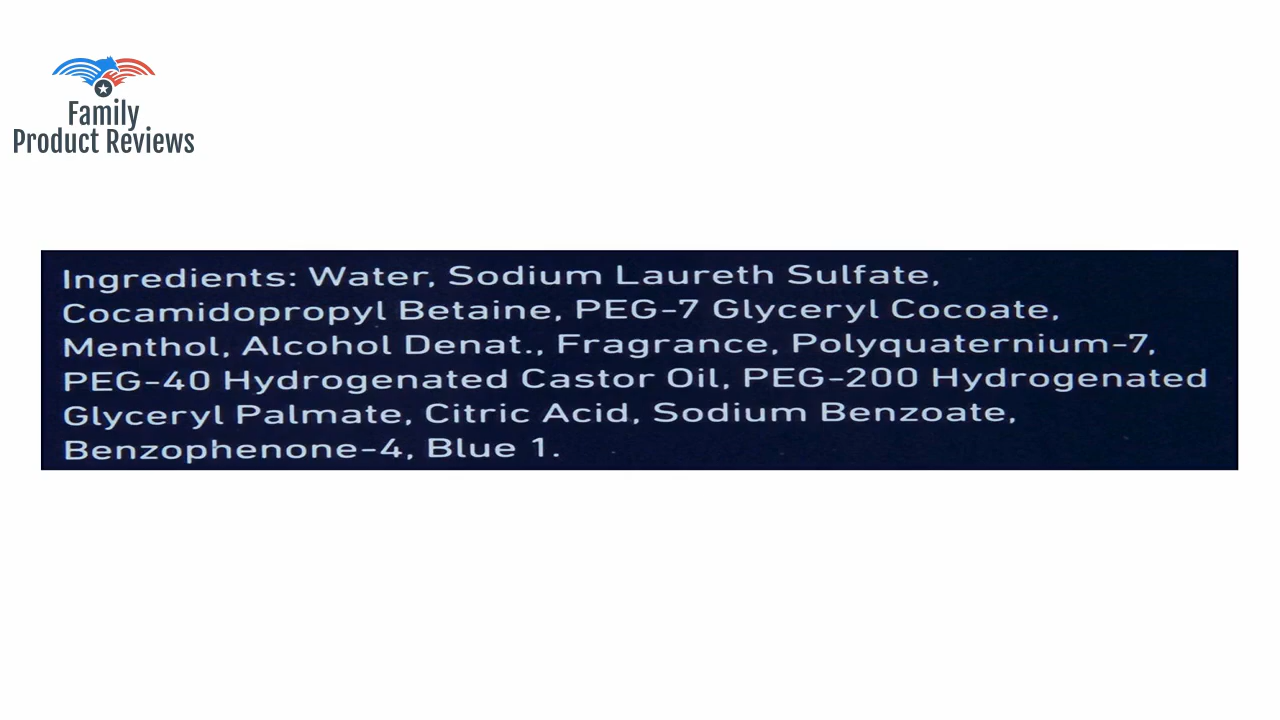 Family
Product Reviews
Ingredients: Water, Sodium Laureth Sulfate,
Cocamidopropyl Betaine, PEG-7 Glyceryl Cocoate,
Menthol, Alcohol Denat., Fragrance, Polyquaternium-7,
PEG-40 Hydrogenated Castor Oil, PEG-200 Hydrogenated
Glyceryl Palmate, Citric Acid, Sodium Benzoate,
Benzophenone-4, Blue 1.